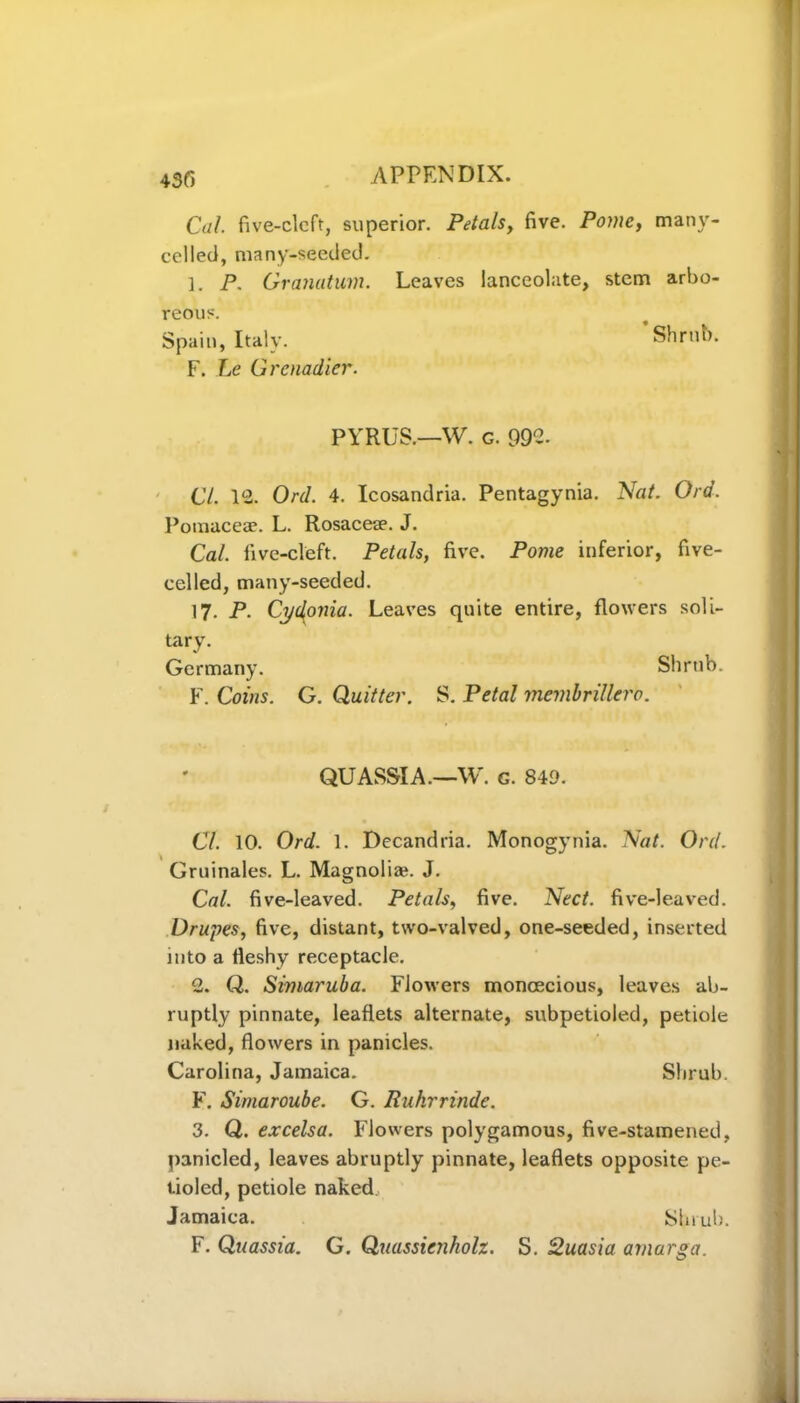 436 APPENDIX.
Cal. five-cleft, superior. Petals, five. Pome, many-
celled, many-seeded.
1. P. Granatum. Leaves lanceolate, stem arbo-
reous.
Spain, Italy. Shrub.
F. Le Grenadier.
PYRUS.—W. G. 992.
Cl. 12. Ord. 4. Icosandria. Pentagynia. Nat. Ord.
Pomaceæ. L. Rosaceæ. J.
Cal. five-cleft. Petals, five. Pome inferior, five-
celled, many-seeded.
17. P. Cydonia. Leaves quite entire, flowers soli-
tary.
Germany. Shrub.
F. Coins. G. Quitter. S. Petal membrillero.
QUASSIA.—W. G. 849.
Cl. 10. Ord. 1. Decandria. Monogynia. Nat. Ord.
Gruinales. L. Magnoliæ. J.
Cal. five-leaved. Petals, five. Nect. five-leaved.
Drupes, five, distant, two-valved, one-seeded, inserted
into a fleshy receptacle.
2. Q. Simaruba. Flowers monœcious, leaves ab-
ruptly pinnate, leaflets alternate, subpetioled, petiole
naked, flowers in panicles.
Carolina, Jamaica. Shrub.
F. Simaroube. G. Ruhrrinde.
3. Q. excelsa. Flowers polygamous, five-stamened,
panicled, leaves abruptly pinnate, leaflets opposite pe-
tioled, petiole naked.
Jamaica. Shrub.
F. Quassia. G. Quassienholz. S. Quasia amarga.